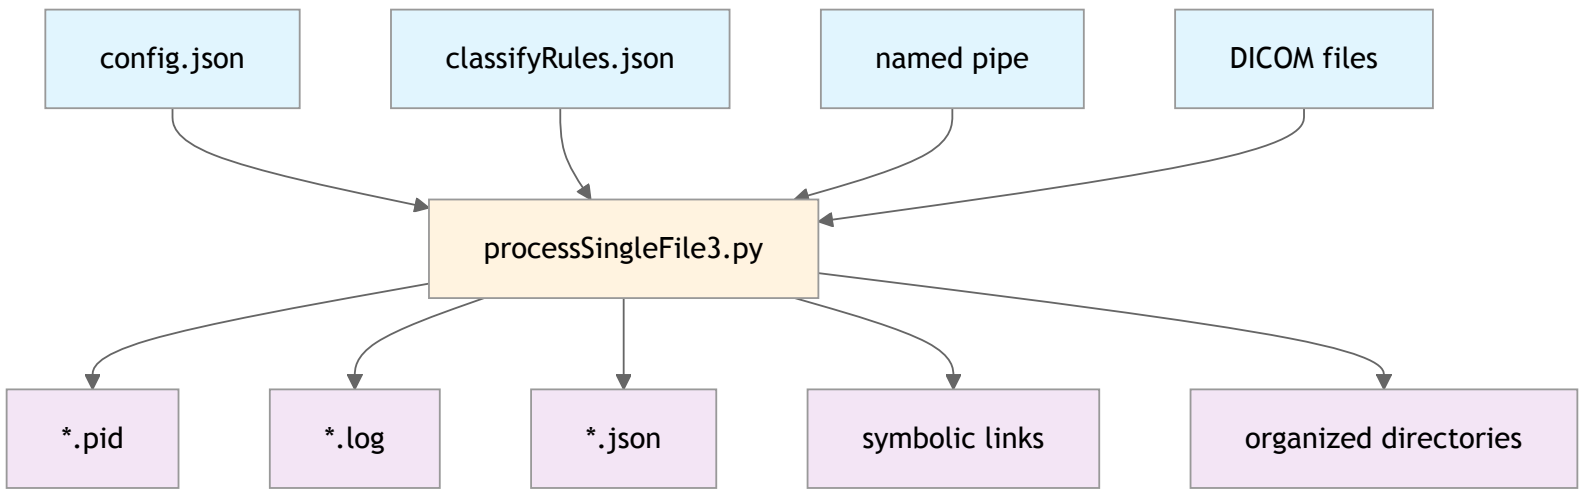 config.json
classifyRules.json
named pipe
DICOM files
processSingleFile3.py
*.pid
*.log
*.json
symbolic links
organized directories